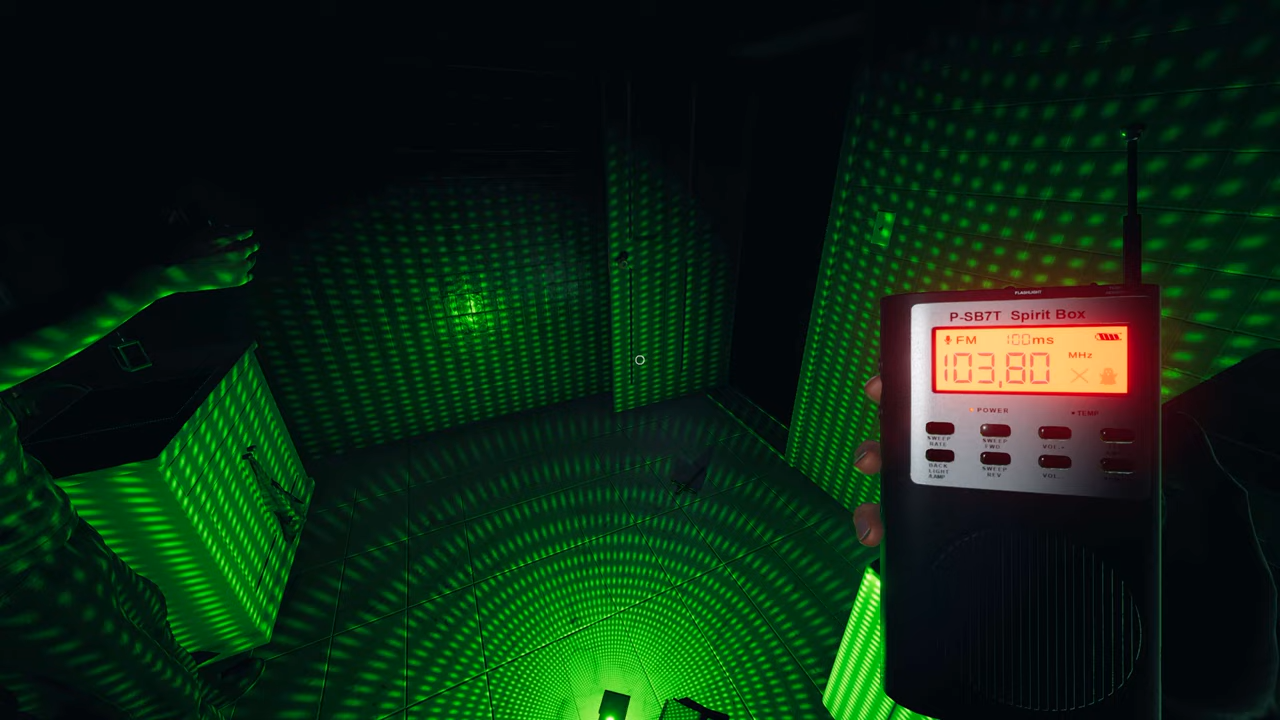 FLASHLIGHT
P-SB7T Spirit Box
FM 100ms
MHz
103,80
POWER
TEMP
SWEEP RATE
SWEEP FWD
VOL.+
BACK LIGHT &AMP
SWEEP REV
VOL.-